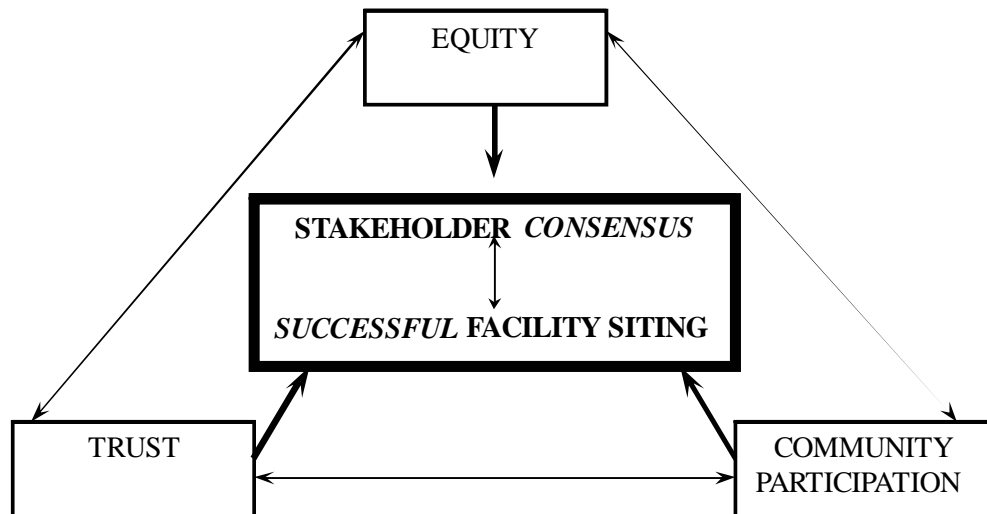 EQUITY
STAKEHOLDER CONSENSUS
SUCCESSFUL FACILITY SITING
TRUST
COMMUNITY
PARTICIPATION